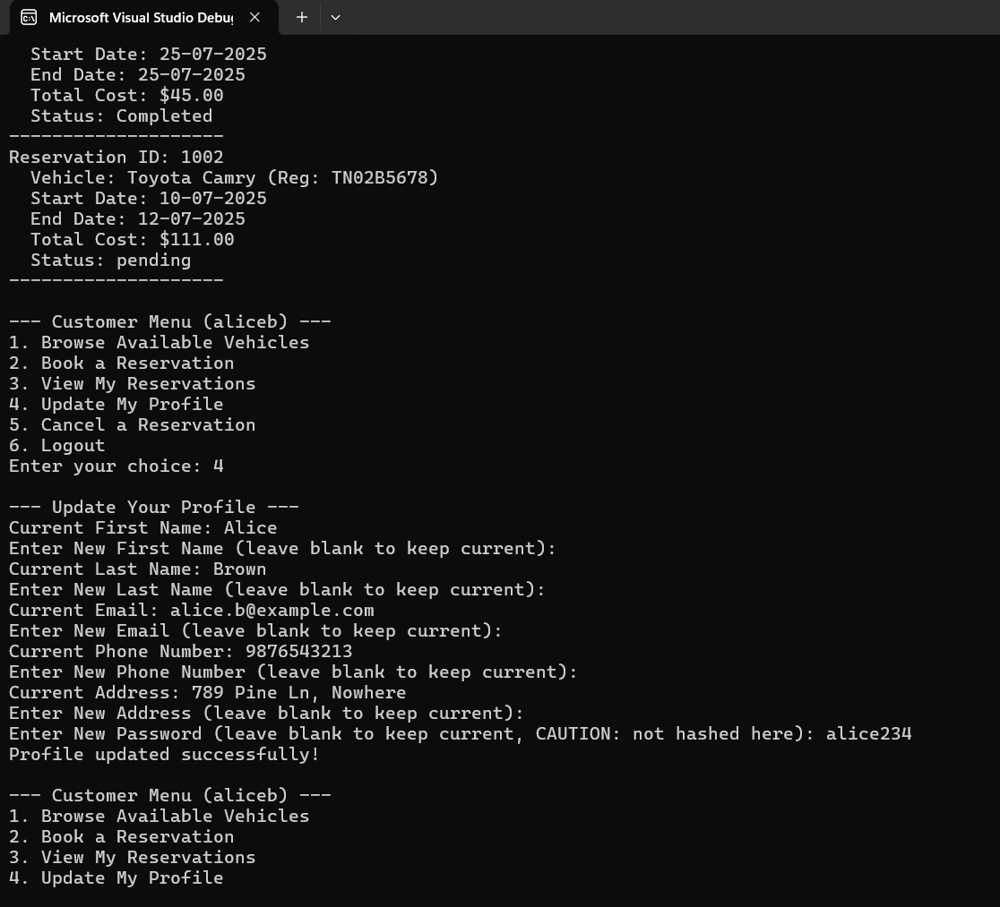 Microsoft Visual Studio Debu
Start Date: 25-07-2025
End Date: 25-07-2025
Total Cost: $45.00
Status: Completed
--------------------
Reservation ID: 1002
Vehicle: Toyota Camry (Reg: TN02B5678)
Start Date: 10-07-2025
End Date: 12-07-2025
Total Cost: $111.00
Status: pending
--------------------
--- Customer Menu (aliceb) ---
1. Browse Available Vehicles
2. Book a Reservation
3. View My Reservations
4. Update My Profile
5. Cancel a Reservation
6. Logout
Enter your choice: 4
--- Update Your Profile ---
Current First Name: Alice
Enter New First Name (leave blank to keep current):
Current Last Name: Brown
Enter New Last Name (leave blank to keep current):
Current Email: alice.b@example.com
Enter New Email (leave blank to keep current):
Current Phone Number: 9876543213
Enter New Phone Number (leave blank to keep current):
Current Address: 789 Pine Ln, Nowhere
Enter New Address (leave blank to keep current):
Enter New Password (leave blank to keep current, CAUTION: not hashed here): alice234
Profile updated successfully!
--- Customer Menu (aliceb) ---
1. Browse Available Vehicles
2. Book a Reservation
3. View My Reservations
4. Update My Profile